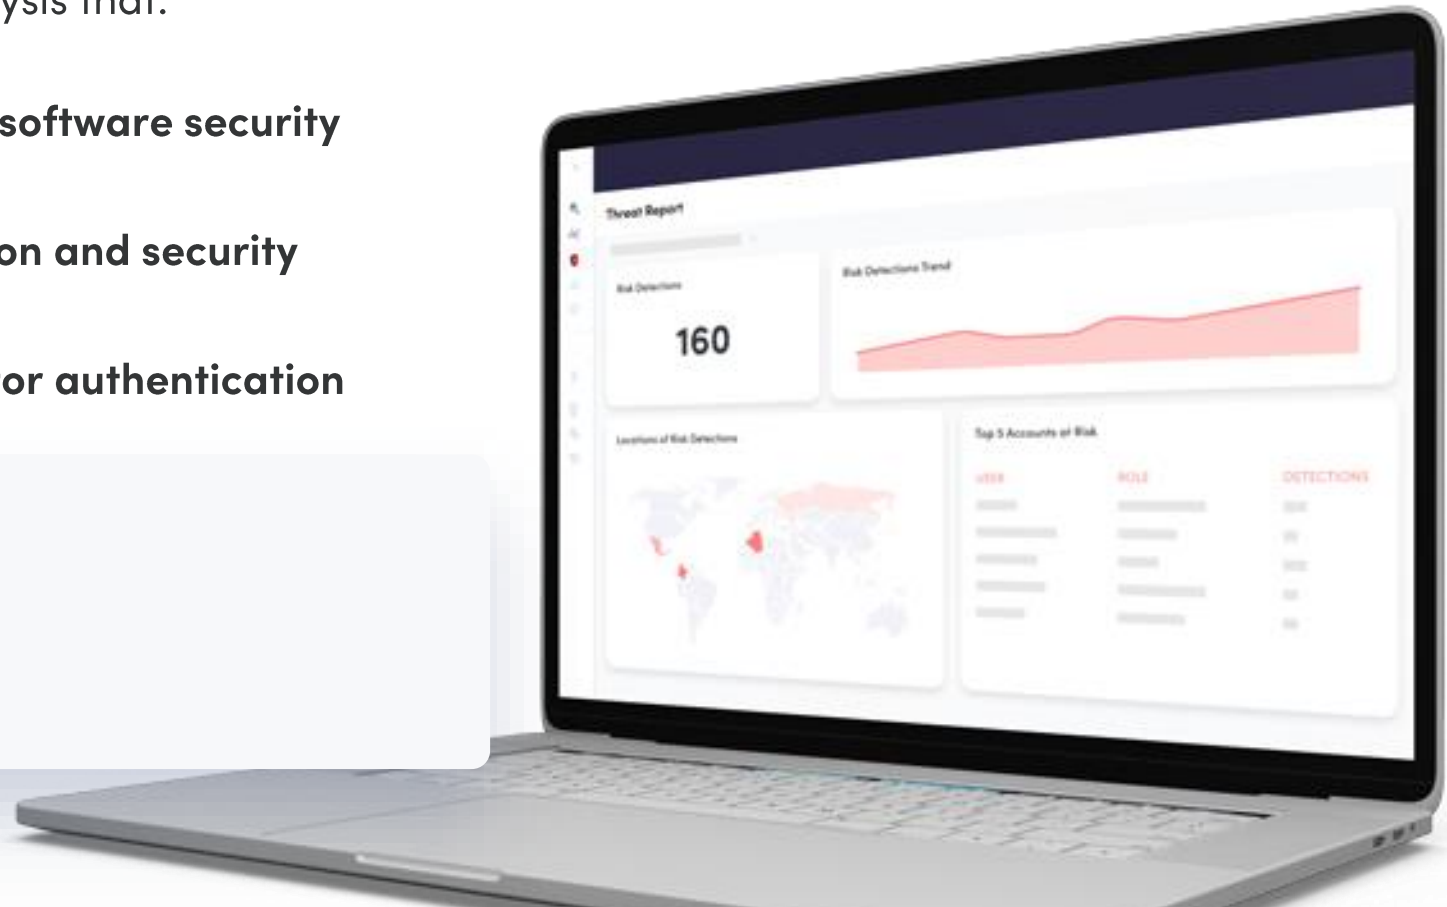 ysis that:
software security
on and security
tor authentication
Threat Report
Risk Detections
160
Risk Detections Trend
Locations of Risk Detections
Top 5 Accounts at Risk
USER
ROLE
DETECTIONS